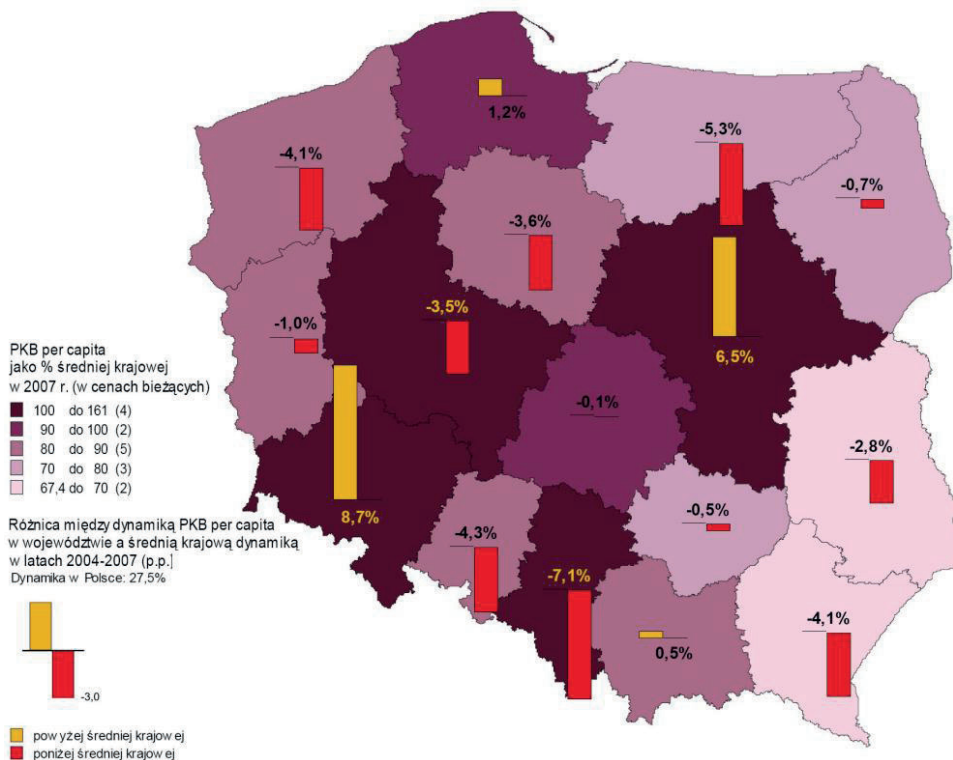 1,2%
-5,3%
-4,1%
-0,7%
-3,6%
-3,5%
-1,0%
6,5%
-0,1%
-2,8%
8,7%
-0,5%
-4,3%
-7,1%
-4,1%
0,5%
PKB per capita
jako % średniej krajowej
w 2007 r. (w cenach bieżących)
100 do 161 (4)
90 do 100 (2)
80 do 90 (5)
70 do 80 (3)
67,4 do 70 (2)
Różnica między dynamiką PKB per capita
w województwie a średnią krajową dynamiką
w latach 2004-2007 (p.p.)
Dynamika w Polsce: 27,5%
-3,0
powyżej średniej krajowej
poniżej średniej krajowej